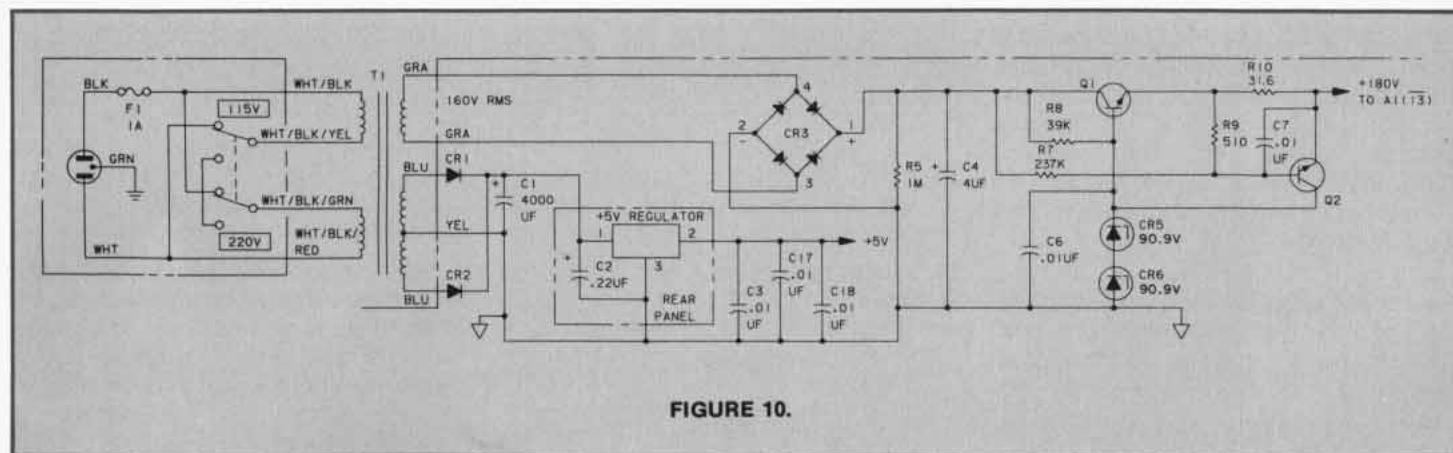 BLK
F1
1A
WHT/BLK
115V
WHT/BLK/YEL
GRN
WHT/BLK/GRN
WHT/BLK/
RED
220V
WHT
T1
GRA
160V RMS
GRA
BLU
CR1
YEL
CR2
BLU
+
C1
4000
UF
+5V REGULATOR
1
2
3
+
C2
.22UF
REAR
PANEL
C3
.01
UF
C17
.01
UF
C18
.01
UF
+5V
4
2
-
CR3
1
+
3
R5
1M
+
C4
4UF
R8
39K
R7
237K
Q1
C6
.01UF
CR5
90.9V
CR6
90.9V
R9
510
R10
31.6
C7
.01
UF
Q2
+180V
TO A1(13)
FIGURE 10.